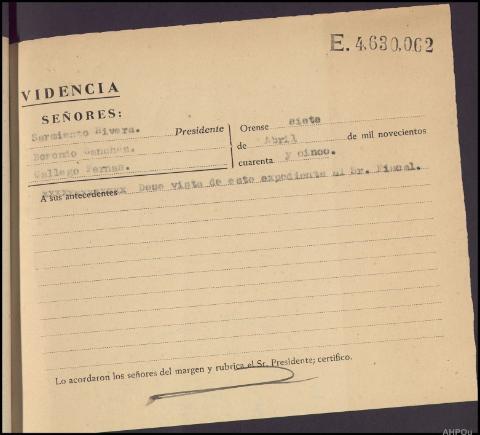 E. 4.630.062
VIDENCIA
SEÑORES:
Sarmiento Rivera. Presidente
Boronio Sanches.
Gallego Fernan.
Orense siete
de Abril de mil novecientos
cuarenta y cinco.
A sus antecedentes Dese vista de este expediente al Sr. Fiscal.
Lo acordaron los señores del margen y rubrica el Sr. Presidente; certifico.
AHPOu